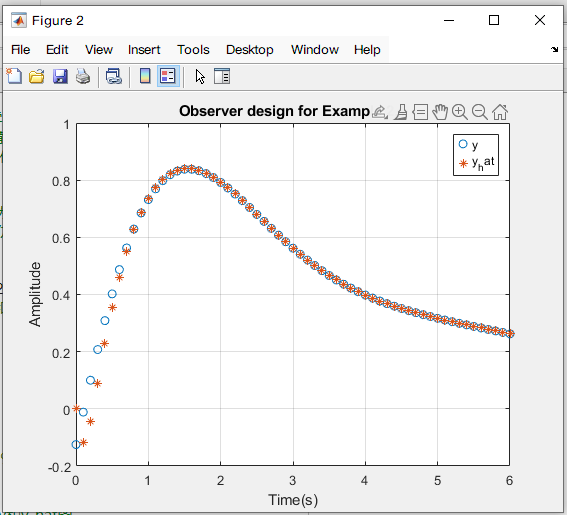 Figure 2
File Edit View Insert Tools Desktop Window Help
Observer design for Examp
1
0.8
0.6
0.4
0.2
0
-0.2
Amplitude
y
y_hat
0 1 2 3 4 5 6
Time(s)